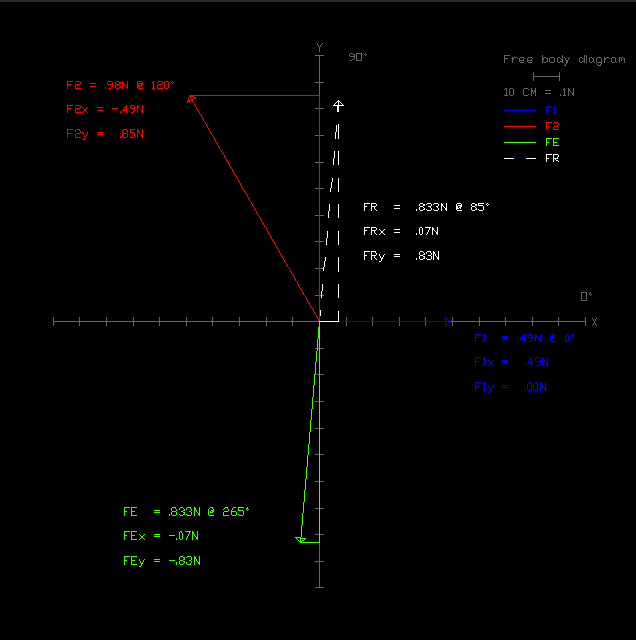 Y
90°
Free body diagram
10 CM = .1N
F1
F2
FE
FR
F2 = .98N @ 120°
F2x = -.49N
F2y = .85N
FR = .833N @ 85°
FRx = .07N
FRy = .83N
0°
X
F1 = .49N @ 0°
F1x = .49N
F1y = .00N
FE = .833N @ 265°
FEx = -.07N
FEy = -.83N